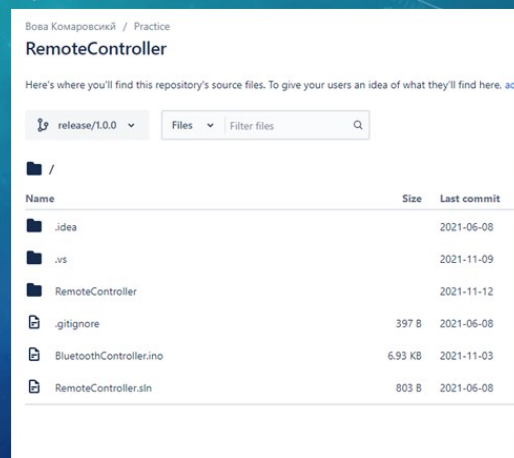 Вова Комаровсикй / Practice
RemoteController
Here's where you'll find this repository's source files. To give your users an idea of what they'll find here,
release/1.0.0 Files Filter files
/
Name Size Last commit
.idea 2021-06-08
.vs 2021-11-09
RemoteController 2021-11-12
.gitignore 397 B 2021-06-08
BluetoothController.ino 6.93 KB 2021-11-03
RemoteController.sln 803 B 2021-06-08